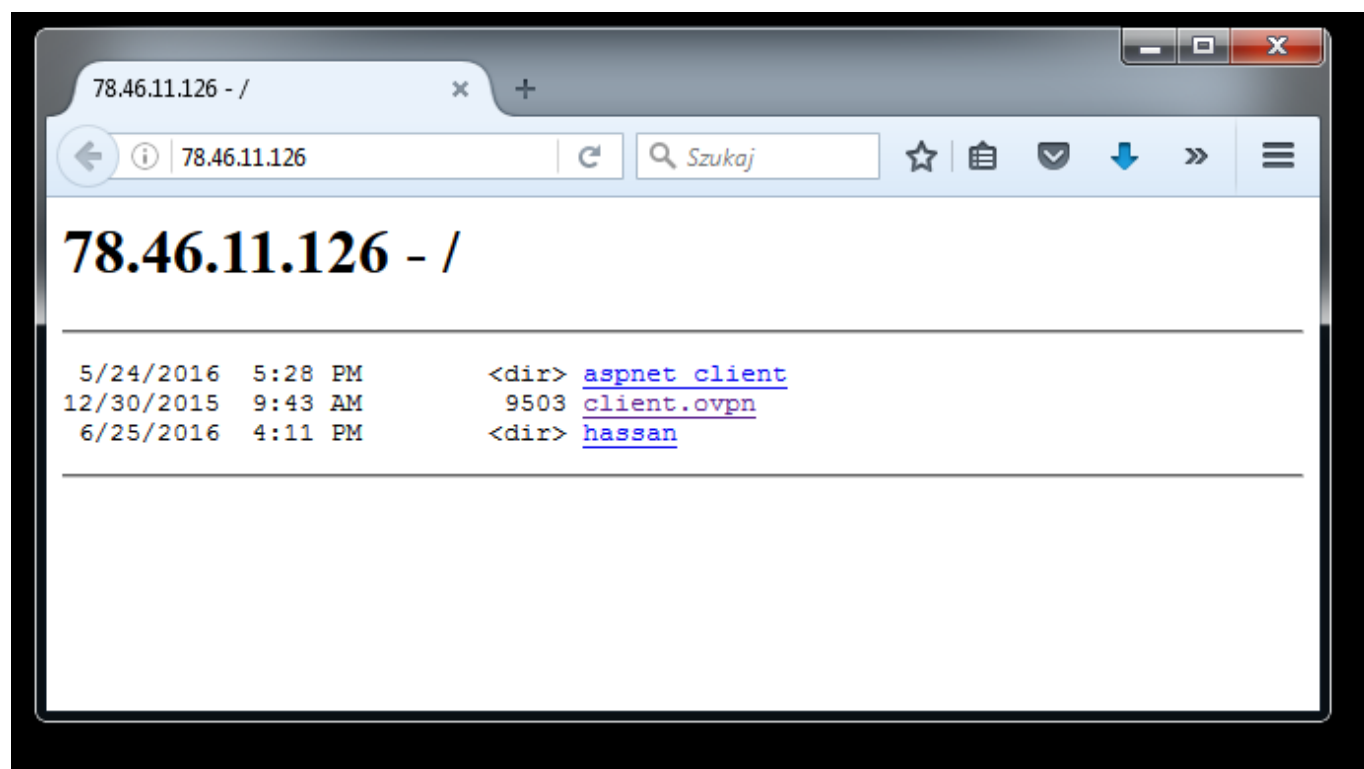 78.46.11.126 - /
78.46.11.126
Szukaj
78.46.11.126 - /
5/24/2016 5:28 PM <dir> aspnet_client
12/30/2015 9:43 AM 9503 client.ovpn
6/25/2016 4:11 PM <dir> hassan